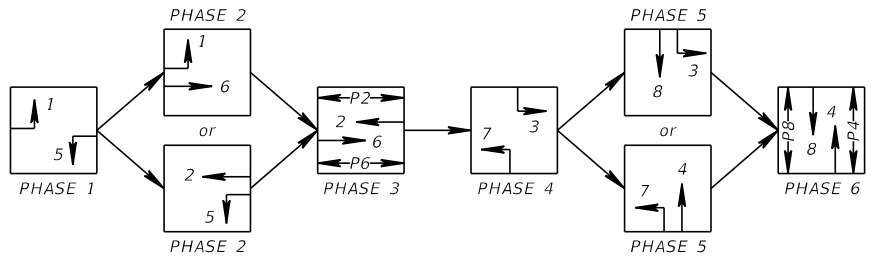 PHASE 2
1
6
or
2
5
PHASE 2
1
5
PHASE 1
P2
2
6
P6
PHASE 3
7
3
PHASE 4
PHASE 5
8
3
or
7
4
PHASE 5
P8
8
4
P4
PHASE 6